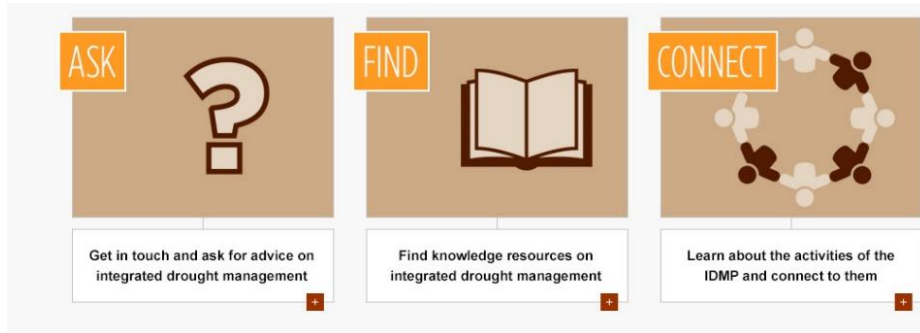 ASK
Get in touch and ask for advice on
integrated drought management
+
FIND
Find knowledge resources on
integrated drought management
+
CONNECT
Learn about the activities of the
IDMP and connect to them
+